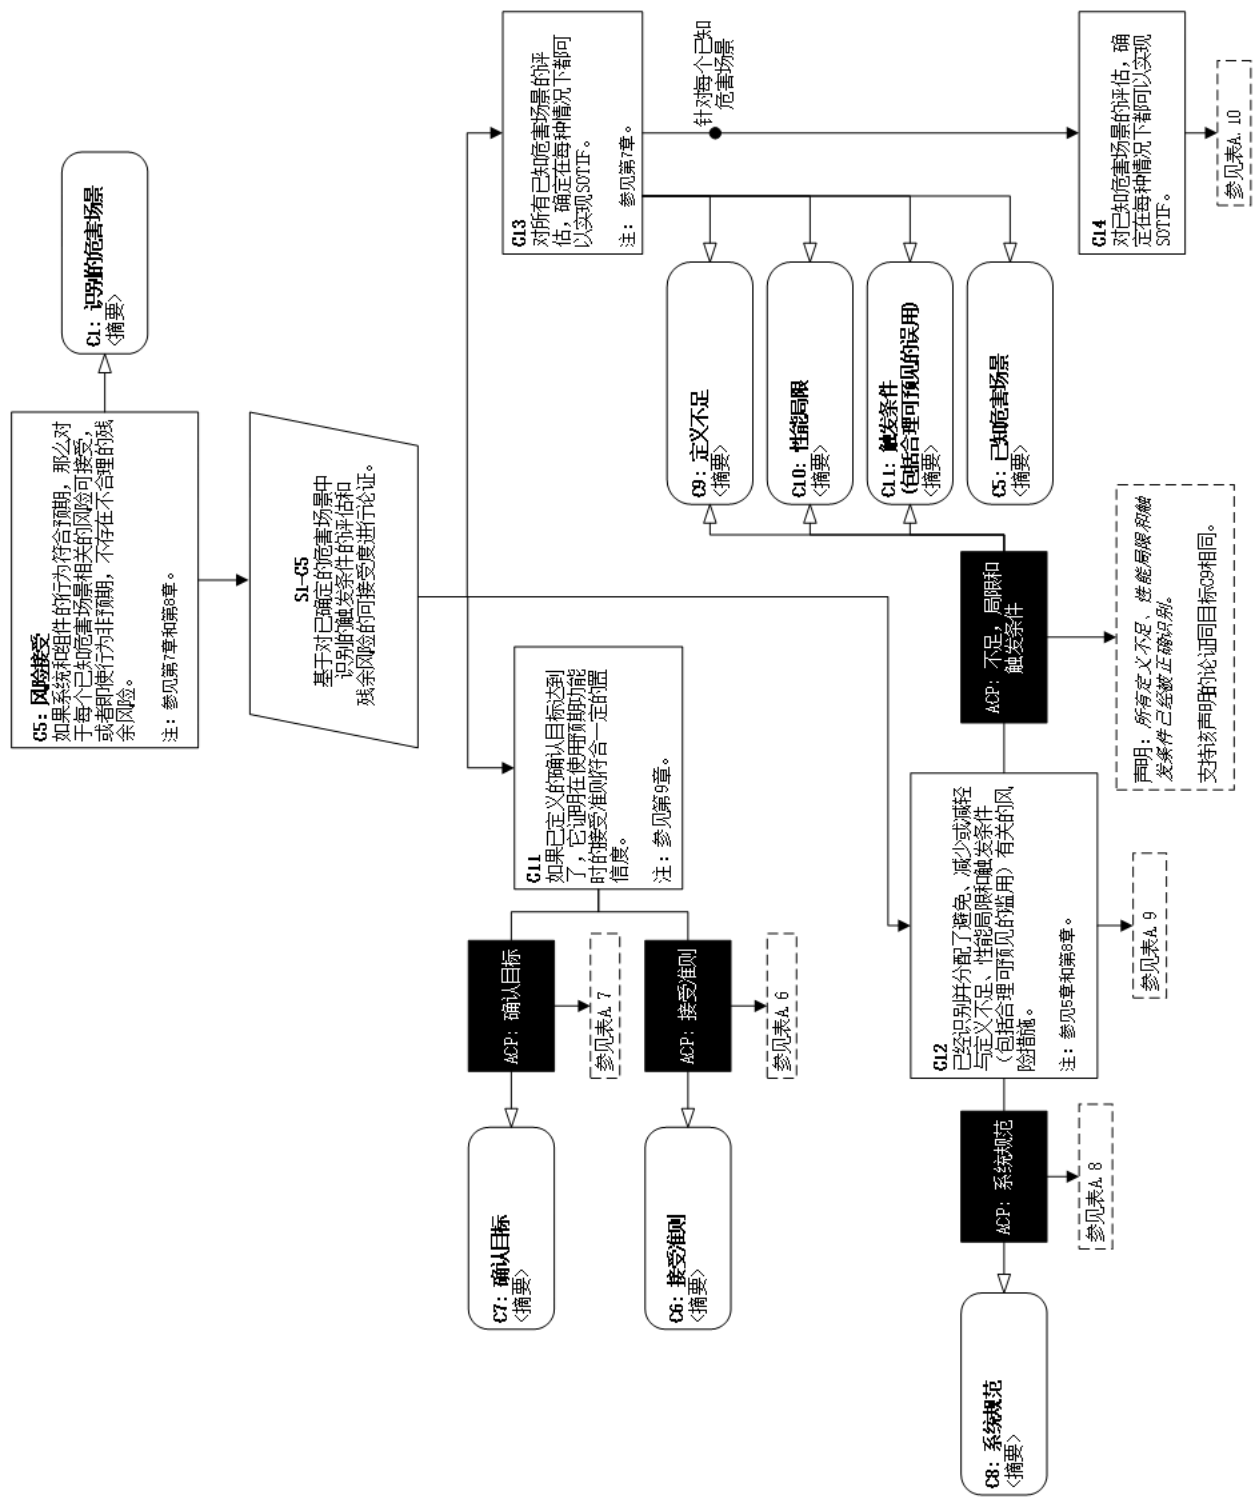 G5: 风险接受
如果系统和组件的行为符合预期，那么对
于每个已知危害场景相关的风险可接受，
或者即使行为非预期，不存在不合理的残
余风险。
注：参见第7章和第8章。
C1: 识别的危害场景
<摘要>
S1-G5
基于对已确定的危害场景中
识别的触发条件的评估和
残余风险的可接受度进行论证。
G11
如果已定义的确认目标达到
了，它证明在使用预期功能
时的接受准则符合一定的置
信度。
注：参见第9章。
ACP: 确认目标
参见表A.7
C7: 确认目标
<摘要>
ACP: 接受准则
参见表A.6
C6: 接受准则
<摘要>
G12
已经识别并分配了避免、减少或减轻
与定义不足、性能局限和触发条件
（包括合理可预见的滥用）有关的风
险措施。
注：参见5章和第8章。
参见表A.9
ACP: 系统规范
参见表A.8
C8: 系统规范
<摘要>
ACP: 不足，局限和
触发条件
声明：所有定义不足、性能局限和触
发条件已经被正确识别。
支持该声明的论证同目标G9相同。
G13
对所有已知危害场景的评
估，确定在每种情况下都可
以实现SOTIF。
注：参见第7章。
C9: 定义不足
<摘要>
C10: 性能局限
<摘要>
C11: 触发条件
(包括合理可预见的误用)
<摘要>
C5: 已知危害场景
<摘要>
针对每个已知
危害场景
G14
对已知危害场景的评估，确
定在每种情况下都可以实现
SOTIF。
参见表A.10